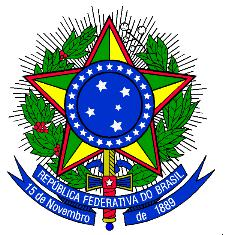 REPÚBLICA FEDERATIVA DO BRASIL
15 de Novembro de 1889